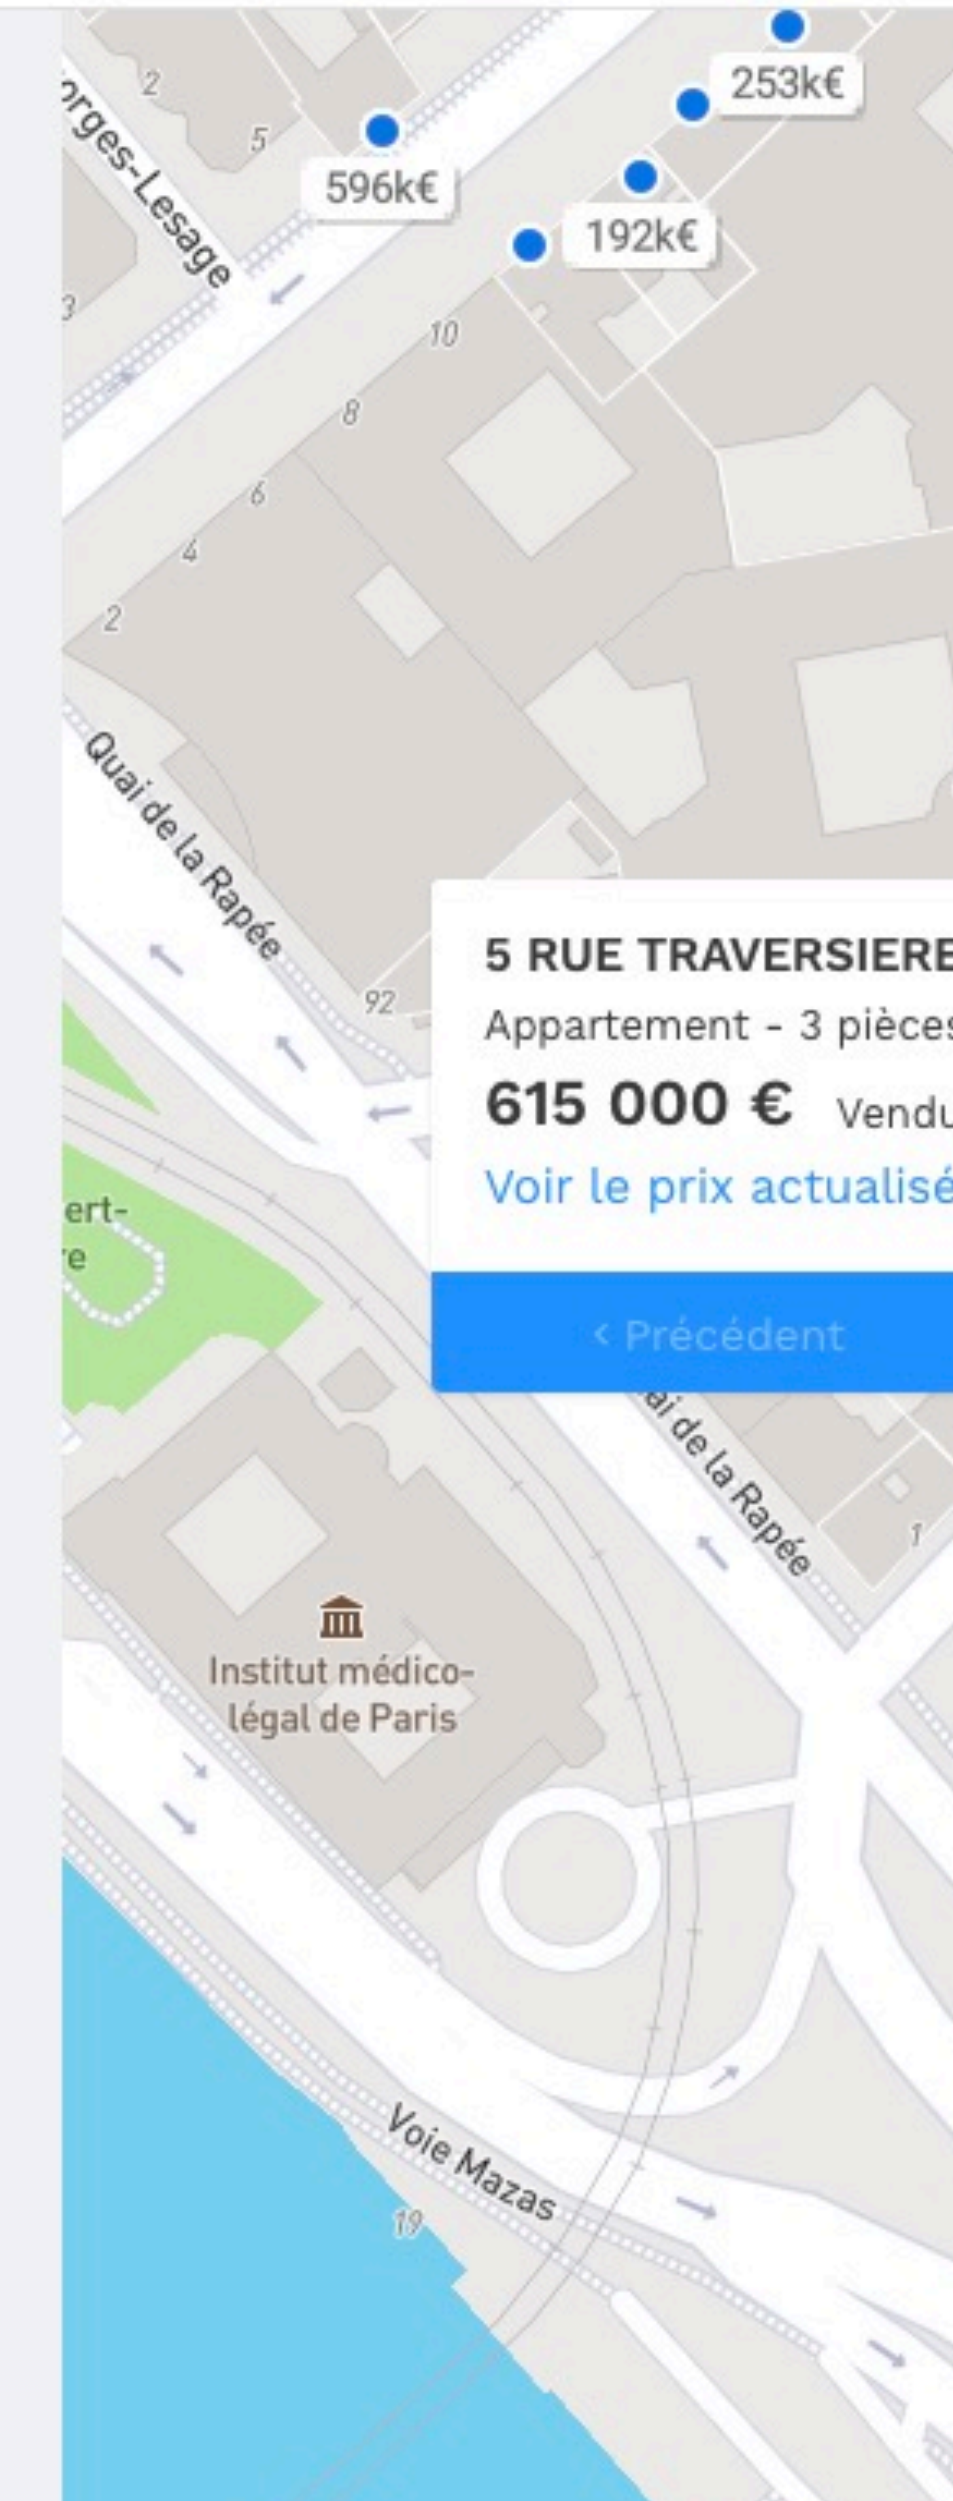 253k€
2
5
orges-Lesage
596k€
192k€
3
10
8
6
4
2
Quai de la Rapée
92
5 RUE TRAVERSIERE
Appartement - 3 pièces
615 000 € Vendu
Voir le prix actualisé
ert-
re
< Précédent
ai de la Rapée
1
Institut médico-
légal de Paris
Voie Mazas
19